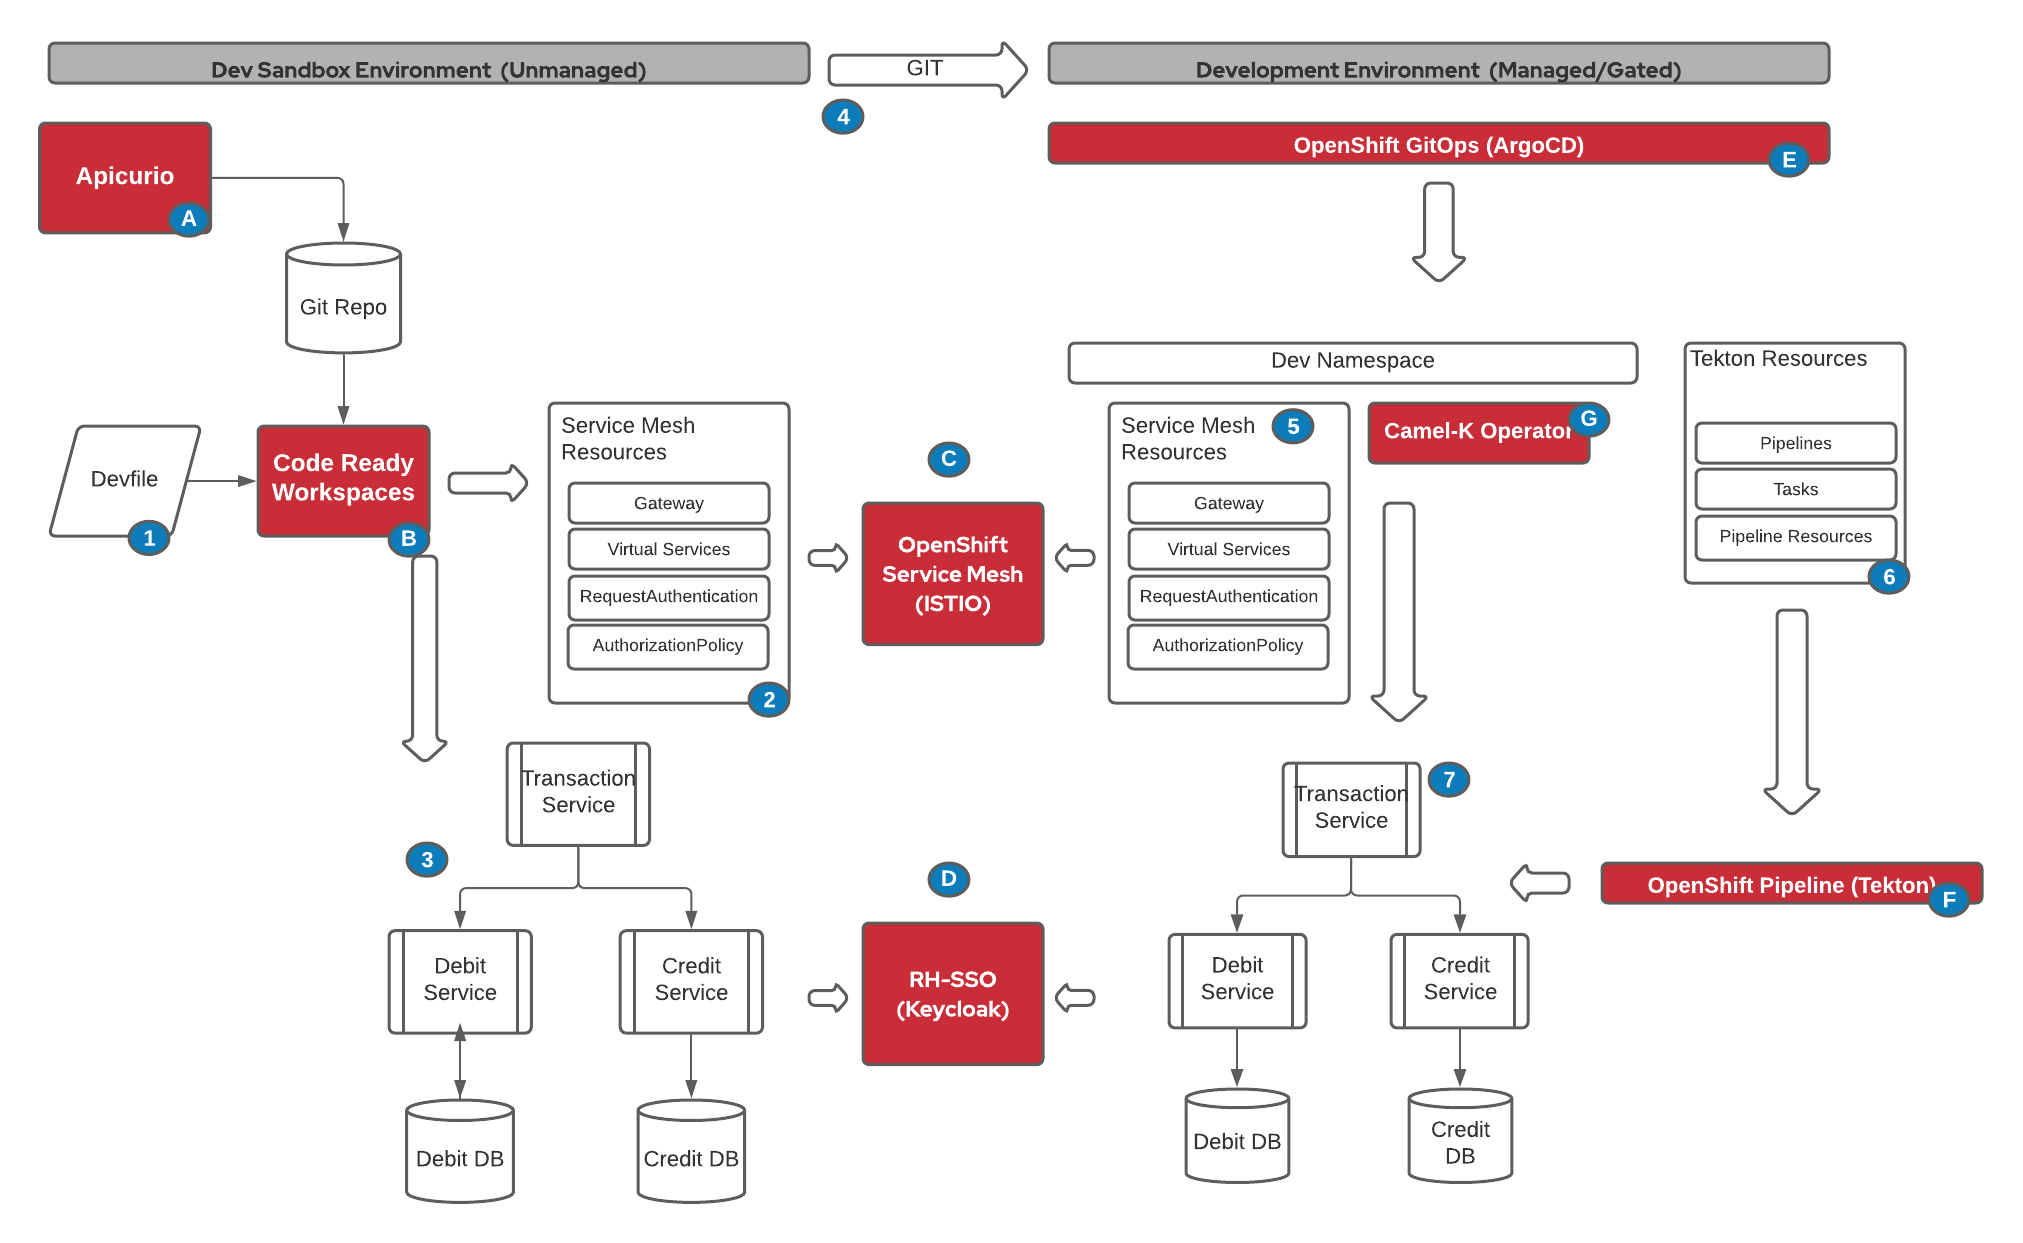 Dev Sandbox Environment (Unmanaged)
GIT
4
Development Environment (Managed/Gated)
OpenShift GitOps (ArgoCD)
E
Apicurio
A
Git Repo
Devfile
1
Code Ready
Workspaces
B
Service Mesh
Resources
Gateway
Virtual Services
RequestAuthentication
AuthorizationPolicy
2
C
OpenShift
Service Mesh
(ISTIO)
Dev Namespace
Service Mesh
Resources
5
Gateway
Virtual Services
RequestAuthentication
AuthorizationPolicy
Camel-K Operator
G
Tekton Resources
Pipelines
Tasks
Pipeline Resources
6
Transaction
Service
3
Debit
Service
Credit
Service
Debit DB
Credit DB
D
RH-SSO
(Keycloak)
Transaction
Service
7
Debit
Service
Credit
Service
Debit DB
Credit
DB
OpenShift Pipeline (Tekton)
F